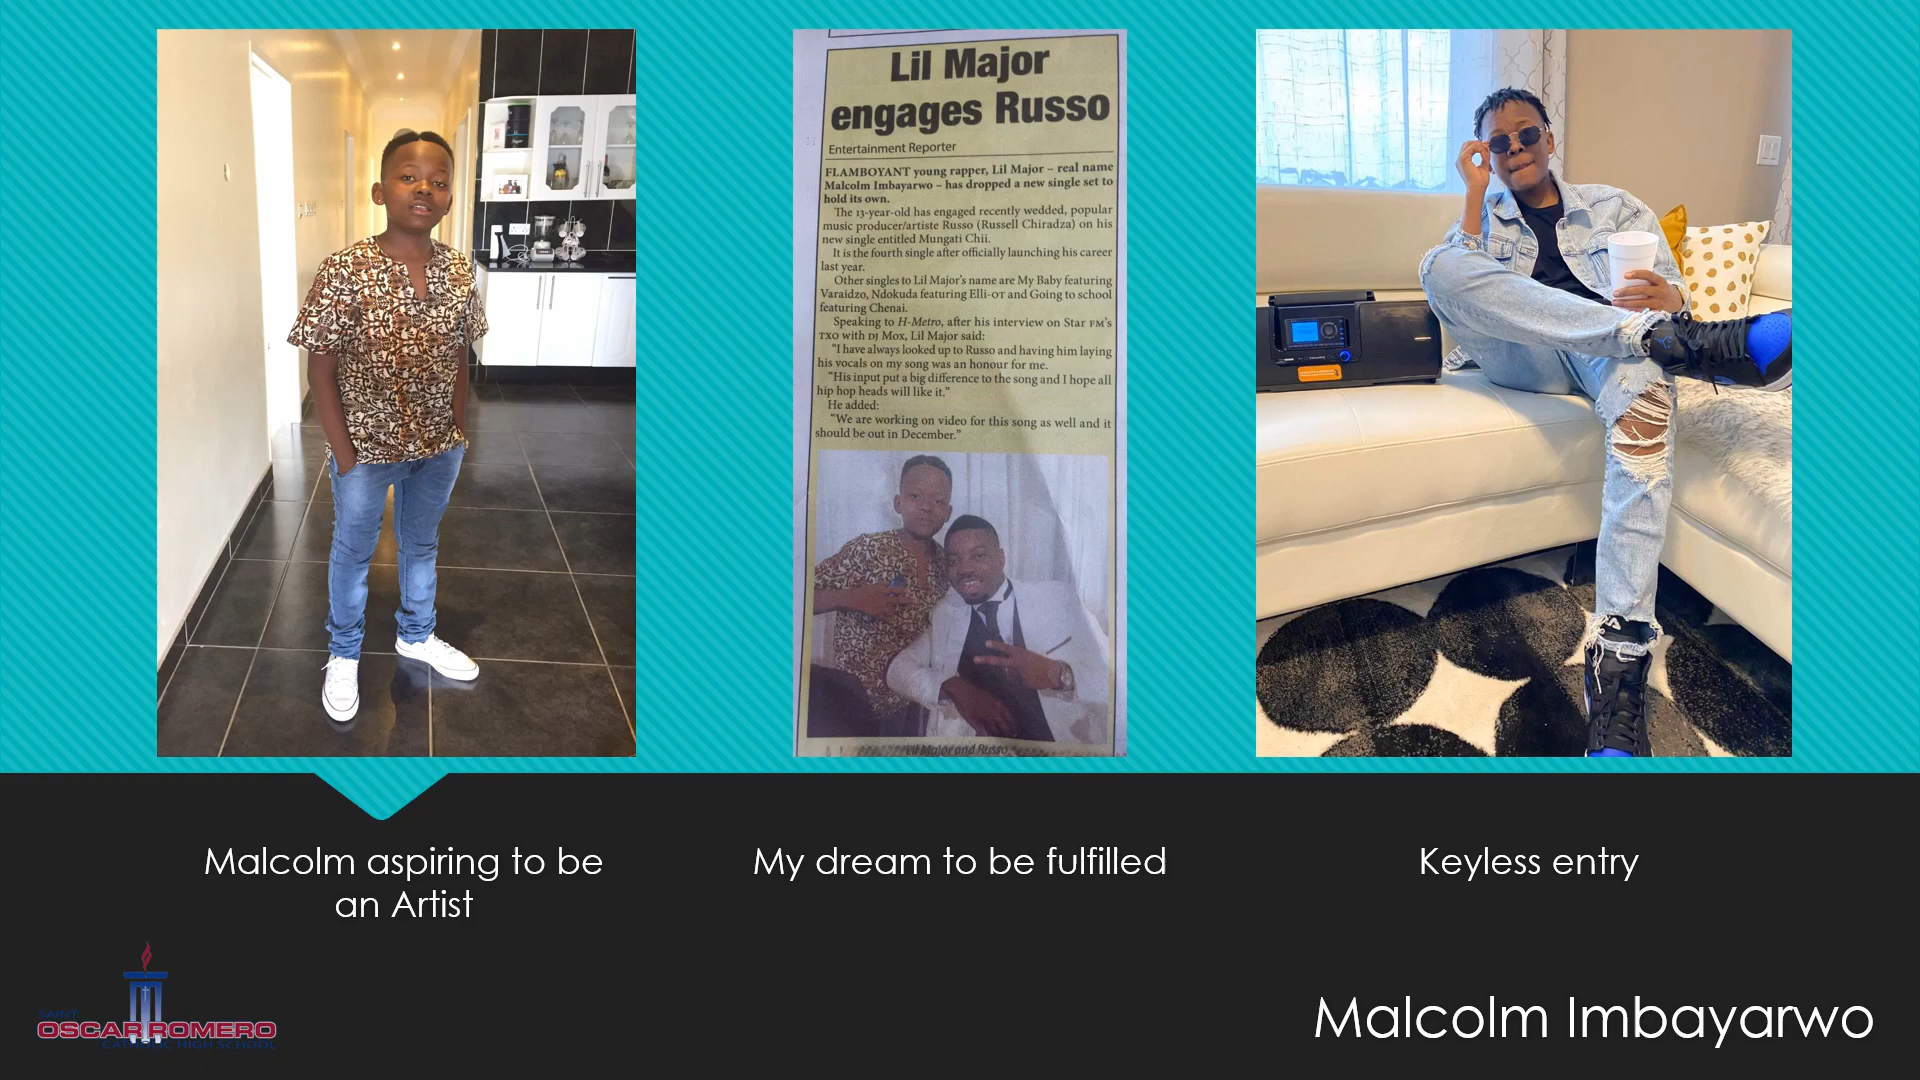 Lil Major
engages Russo
Entertainment Reporter
FLAMBOYANT young rapper, Lil Major – real name
Malcolm Imbayarwo – has dropped a new single set to
hold its own.
The 13-year-old has engaged recently wedded, popular
music producer/artiste Russo (Russell Chiradza) on his
new single entitled Mungati Chii.
It is the fourth single after officially launching his career
last year.
Other singles to Lil Major's name are My Baby featuring
Varaidzo, Ndokuda featuring Elli-OT and Going to school
featuring Chenai.
Speaking to H-Metro, after his interview on Star FM's
TXO with DJ Mox, Lil Major said:
"I have always looked up to Russo and having him laying
his vocals on my song was an honour for me.
"His input put a big difference to the song and I hope all
hip hop heads will like it."
He added:
"We are working on video for this song as well and it
should be out in December."
Lil Major and Russo
Malcolm aspiring to be
an Artist
My dream to be fulfilled
Keyless entry
SAINT
OSCAR ROMERO
CATHOLIC HIGH SCHOOL
Malcolm Imbayarwo